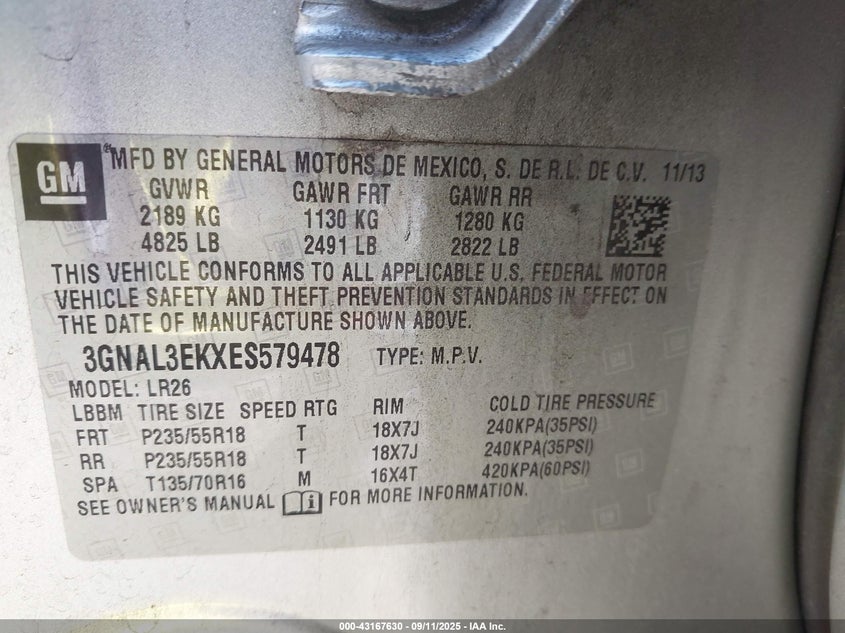 GM
®MFD BY GENERAL MOTORS DE MEXICO, S. DE R.L. DE C.V. 11/13
GVWR GAWR FRT GAWR RR
2189 KG 1130 KG 1280 KG
4825 LB 2491 LB 2822 LB
THIS VEHICLE CONFORMS TO ALL APPLICABLE U.S. FEDERAL MOTOR
VEHICLE SAFETY AND THEFT PREVENTION STANDARDS IN EFFECT ON
THE DATE OF MANUFACTURE SHOWN ABOVE.
3GNAL3EKXES579478 TYPE: M.P.V.
MODEL: LR26
LBBM TIRE SIZE SPEED RTG RIM COLD TIRE PRESSURE
FRT P235/55R18 T 18X7J 240KPA(35PSI)
RR P235/55R18 T 18X7J 240KPA(35PSI)
SPA T135/70R16 M 16X4T 420KPA(60PSI)
SEE OWNER'S MANUAL i FOR MORE INFORMATION.
000-43167630 - 09/11/2025 - IAA Inc.